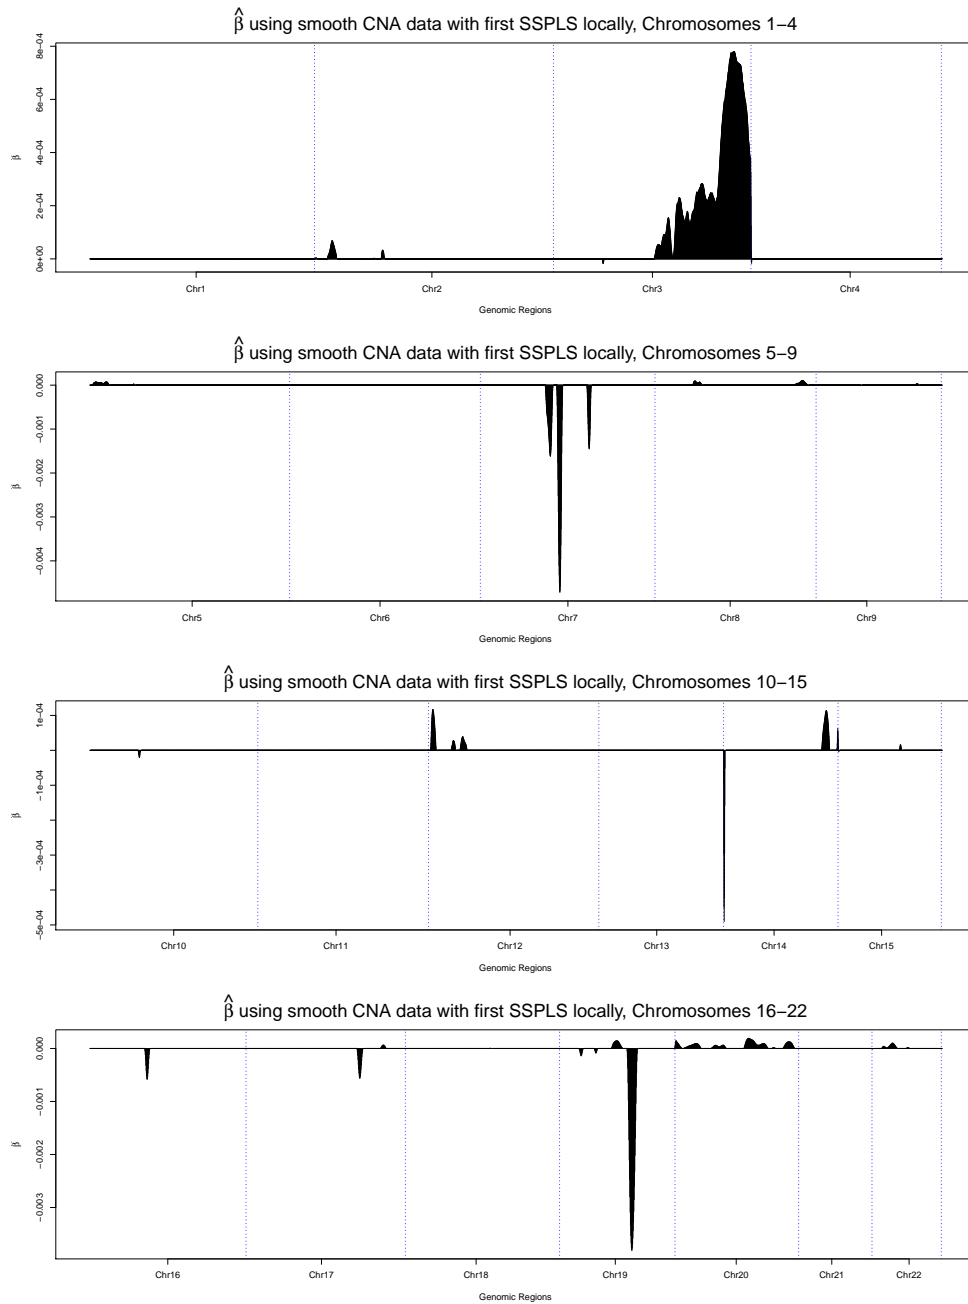 β̂ using smooth CNA data with first SSPLS locally, Chromosomes 1−4
8e−04
6e−04
4e−04
2e−04
0e+00
β
Chr1 Chr2 Chr3 Chr4
Genomic Regions
β̂ using smooth CNA data with first SSPLS locally, Chromosomes 5−9
0.000
−0.001
−0.002
−0.003
−0.004
β
Chr5 Chr6 Chr7 Chr8 Chr9
Genomic Regions
β̂ using smooth CNA data with first SSPLS locally, Chromosomes 10−15
1e−04
−1e−04
−3e−04
−5e−04
β
Chr10 Chr11 Chr12 Chr13 Chr14 Chr15
Genomic Regions
β̂ using smooth CNA data with first SSPLS locally, Chromosomes 16−22
0.000
−0.001
−0.002
−0.003
β
Chr16 Chr17 Chr18 Chr19 Chr20 Chr21 Chr22
Genomic Regions